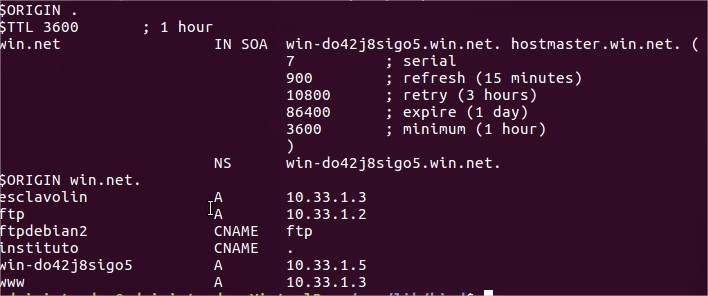 $ORIGIN .
$TTL 3600 ; 1 hour
win.net IN SOA win-do42j8sigo5.win.net. hostmaster.win.net. (
7 ; serial
900 ; refresh (15 minutes)
10800 ; retry (3 hours)
86400 ; expire (1 day)
3600 ; minimum (1 hour)
)
NS win-do42j8sigo5.win.net.
$ORIGIN win.net.
esclavolin A 10.33.1.3
ftp A 10.33.1.2
ftpdebian2 CNAME ftp
instituto CNAME .
win-do42j8sigo5 A 10.33.1.5
www A 10.33.1.3